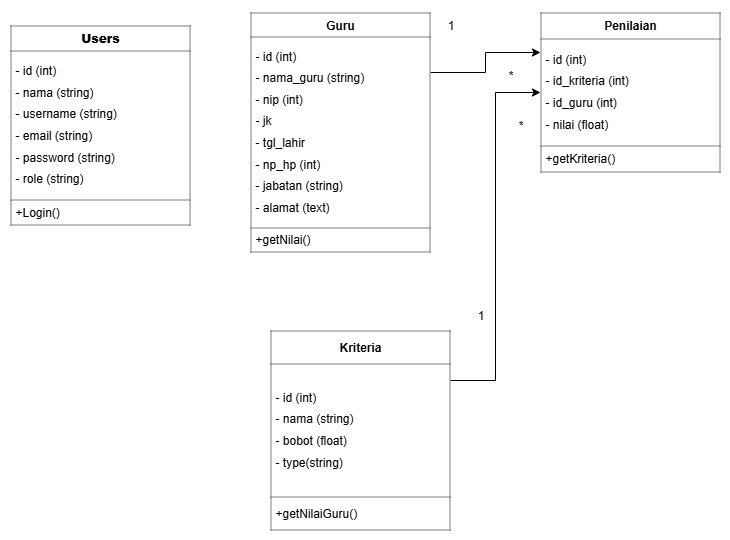 Users
- id (int)
- nama (string)
- username (string)
- email (string)
- password (string)
- role (string)
+Login()
Guru
- id (int)
- nama_guru (string)
- nip (int)
- jk
- tgl_lahir
- np_hp (int)
- jabatan (string)
- alamat (text)
+getNilai()
1
*
Penilaian
- id (int)
- id_kriteria (int)
- id_guru (int)
- nilai (float)
+getKriteria()
*
1
Kriteria
- id (int)
- nama (string)
- bobot (float)
- type(string)
+getNilaiGuru()